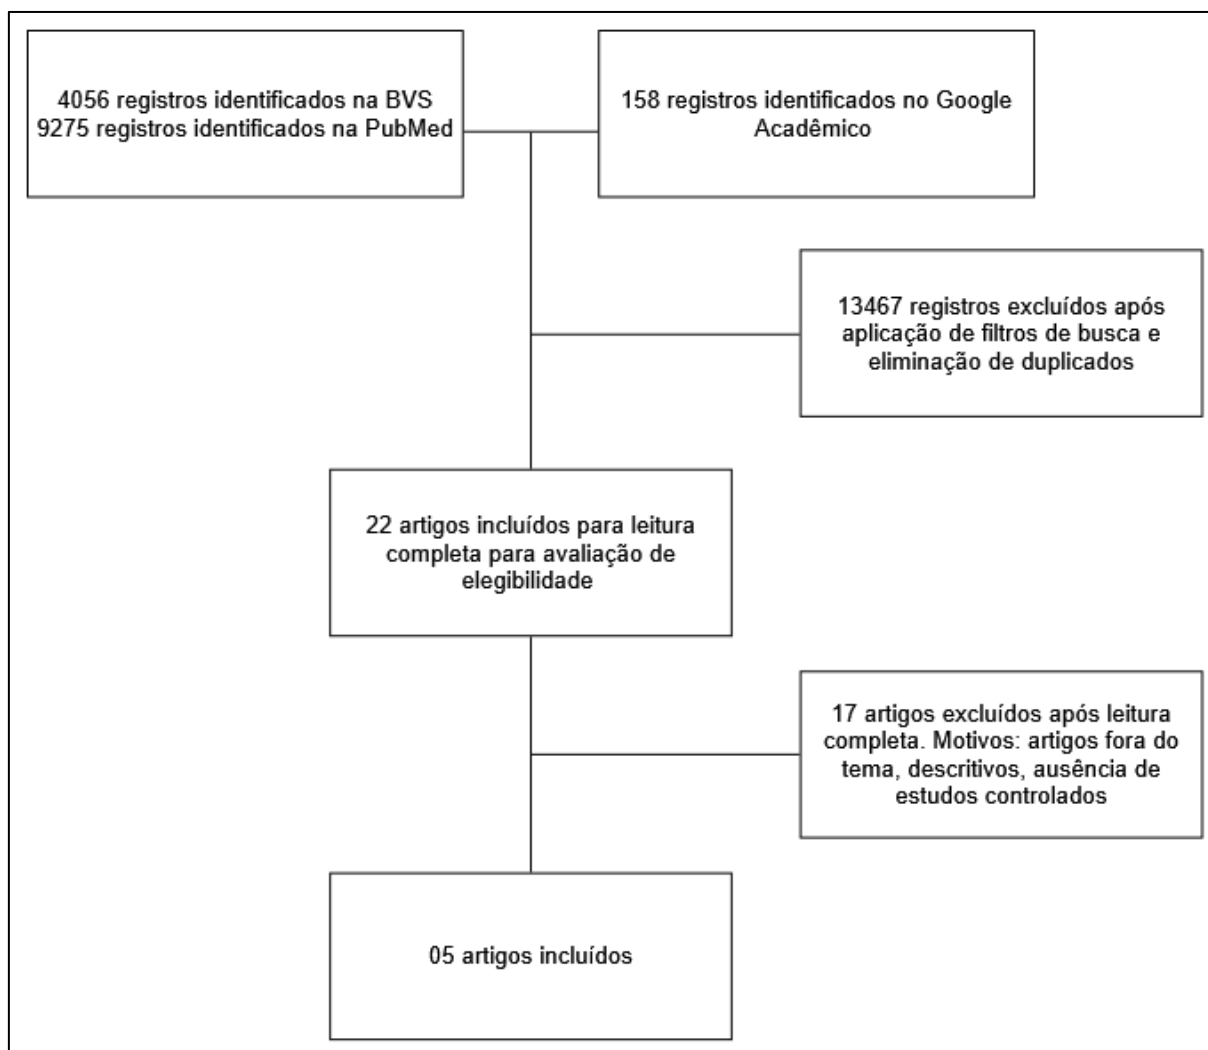 4056 registros identificados na BVS
9275 registros identificados na PubMed
158 registros identificados no Google
Acadêmico
13467 registros excluídos após
aplicação de filtros de busca e
eliminação de duplicados
22 artigos incluídos para leitura
completa para avaliação de
elegibilidade
17 artigos excluídos após leitura
completa. Motivos: artigos fora do
tema, descritivos, ausência de
estudos controlados
05 artigos incluídos